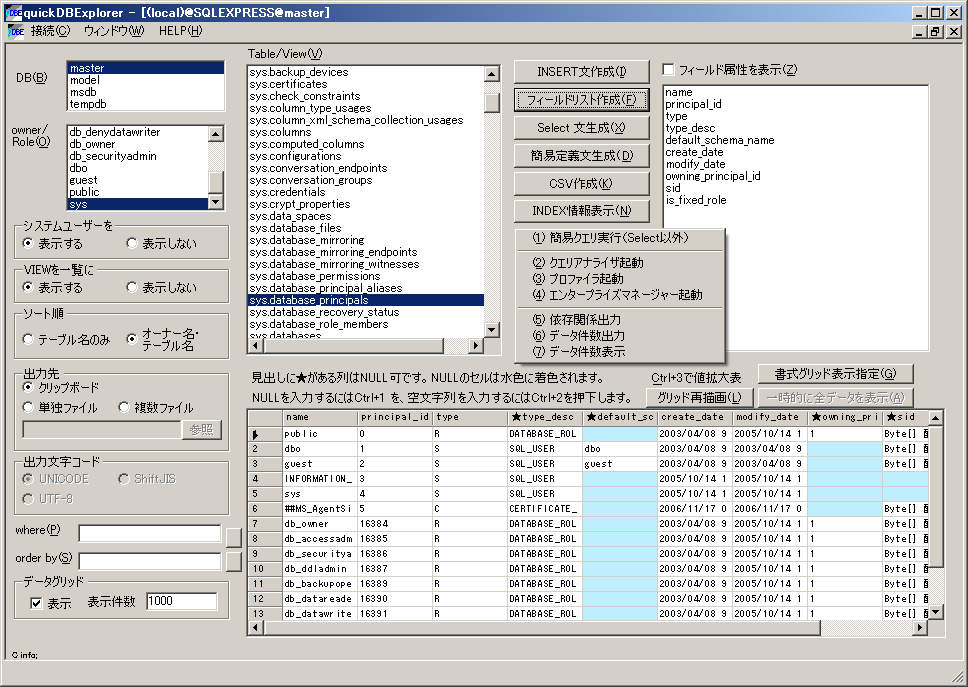 quickDBExplorer - [(local)@SQLEXPRESS@master]
接続(C) ウィンドウ(W) HELP(H)
DB(B)
master
model
msdb
tempdb
owner/
Role(O)
db_denydatawriter
db_owner
db_securityadmin
dbo
guest
public
sys
システムユーザーを
表示する 表示しない
VIEWを一覧に
表示する 表示しない
ソート順
テーブル名のみ オーナー名・
テーブル名
出力先
クリップボード
単独ファイル 複数ファイル
参照
出力文字コード
UNICODE ShiftJIS
UTF-8
where(P)
order by(S)
データグリッド
表示 表示件数 1000
Table/View(V)
sys.backup_devices
sys.certificates
sys.check_constraints
sys.column_type_usages
sys.column_xml_schema_collection_usages
sys.columns
sys.computed_columns
sys.configurations
sys.conversation_endpoints
sys.conversation_groups
sys.credentials
sys.crypt_properties
sys.data_spaces
sys.database_files
sys.database_mirroring
sys.database_mirroring_endpoints
sys.database_mirroring_witnesses
sys.database_permissions
sys.database_principal_aliases
sys.database_principals
sys.database_recovery_status
sys.database_role_members
sys.databases
INSERT文作成(I)
フィールドリスト作成(F)
Select 文生成(X)
簡易定義文生成(D)
CSV作成(K)
INDEX情報表示(N)
(1) 簡易クエリ実行(Select以外)
(2) クエリアナライザ起動
(3) プロファイラ起動
(4) エンタープライズマネージャー起動
(5) 依存関係出力
(6) データ件数出力
(7) データ件数表示
フィールド属性を表示(Z)
name
principal_id
type
type_desc
default_schema_name
create_date
modify_date
owning_principal_id
sid
is_fixed_role
見出しに★がある列はNULL可です。NULLのセルは水色に着色されます。 Ctrl+3で値拡大表 書式グリッド表示指定(G)
NULLを入力するにはCtrl+1 を、空文字列を入力するにはCtrl+2を押下します。 グリッド再描画(L) 一時的に全データを表示(A)
name principal_id type ★type_desc ★default_sc create_date modify_date ★owning_pri ★sid
public 0 R DATABASE_ROL 2003/04/08 9 2005/10/14 1 1 Byte[]
2 dbo 1 S SQL_USER dbo 2003/04/08 9 2003/04/08 9 Byte[]
3 guest 2 S SQL_USER guest 2003/04/08 9 2003/04/08 9 Byte[]
4 INFORMATION_ 3 S SQL_USER 2005/10/14 1 2005/10/14 1
5 sys 4 S SQL_USER 2005/10/14 1 2005/10/14 1
6 ##MS_AgentSi 5 C CERTIFICATE_ 2006/11/17 0 2006/11/17 0 Byte[]
7 db_owner 16384 R DATABASE_ROL 2003/04/08 9 2005/10/14 1 1 Byte[]
8 db_accessadm 16385 R DATABASE_ROL 2003/04/08 9 2005/10/14 1 1 Byte[]
9 db_securitya 16386 R DATABASE_ROL 2003/04/08 9 2005/10/14 1 1 Byte[]
10 db_ddladmin 16387 R DATABASE_ROL 2003/04/08 9 2005/10/14 1 1 Byte[]
11 db_backupope 16389 R DATABASE_ROL 2003/04/08 9 2005/10/14 1 1 Byte[]
12 db_datareade 16390 R DATABASE_ROL 2003/04/08 9 2005/10/14 1 1 Byte[]
13 db_datawrite 16391 R DATABASE_ROL 2003/04/08 9 2005/10/14 1 1 Byte[]